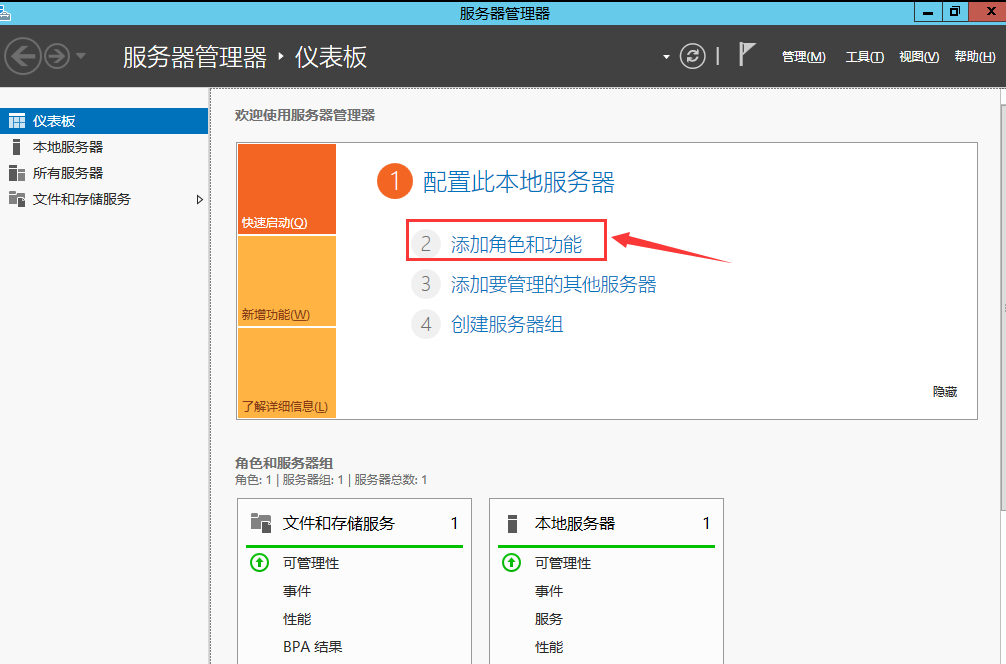 服务器管理器
服务器管理器 ‣ 仪表板
管理(M) 工具(T) 视图(V) 帮助(H)
仪表板
本地服务器
所有服务器
文件和存储服务
欢迎使用服务器管理器
快速启动(Q)
新增功能(W)
了解详细信息(L)
1 配置此本地服务器
2 添加角色和功能
3 添加要管理的其他服务器
4 创建服务器组
隐藏
角色和服务器组
角色: 1 | 服务器组: 1 | 服务器总数: 1
文件和存储服务 1
可管理性
事件
性能
BPA 结果
本地服务器 1
可管理性
事件
服务
性能